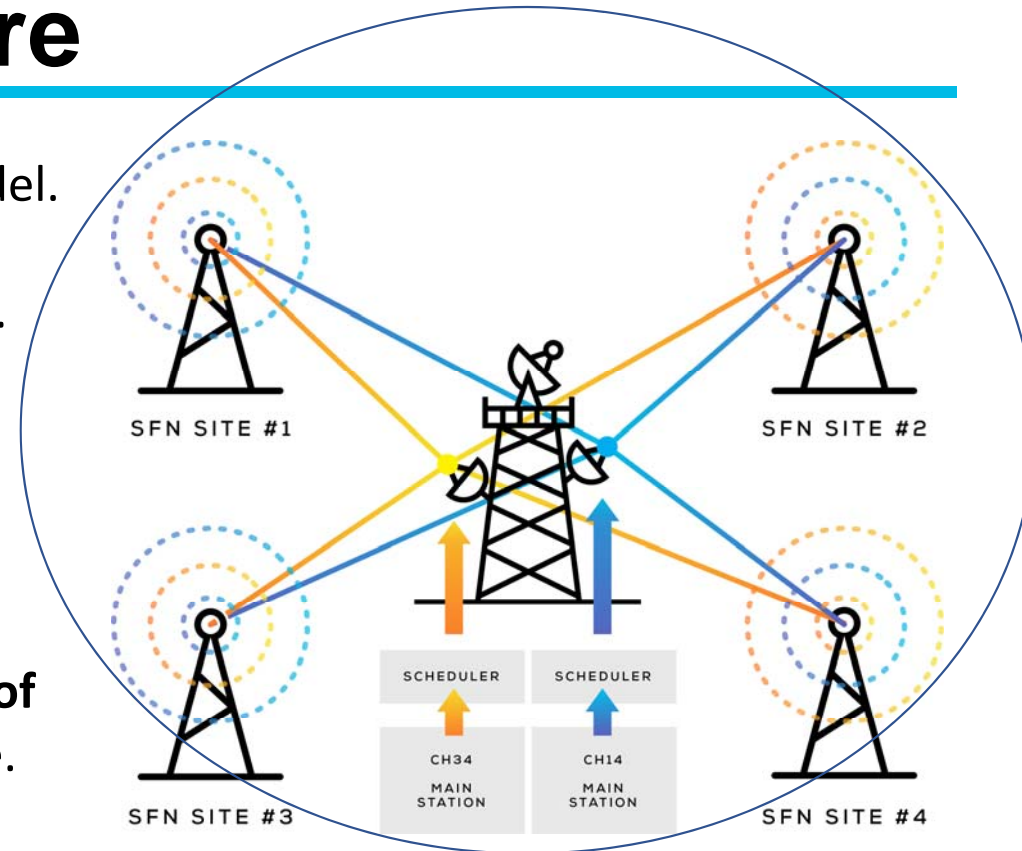 re
del.
.
SFN SITE #1
SFN SITE #2
SCHEDULER
SCHEDULER
of
CH34
CH14
e.
MAIN
STATION
MAIN
STATION
SFN SITE #3
SFN SITE #4